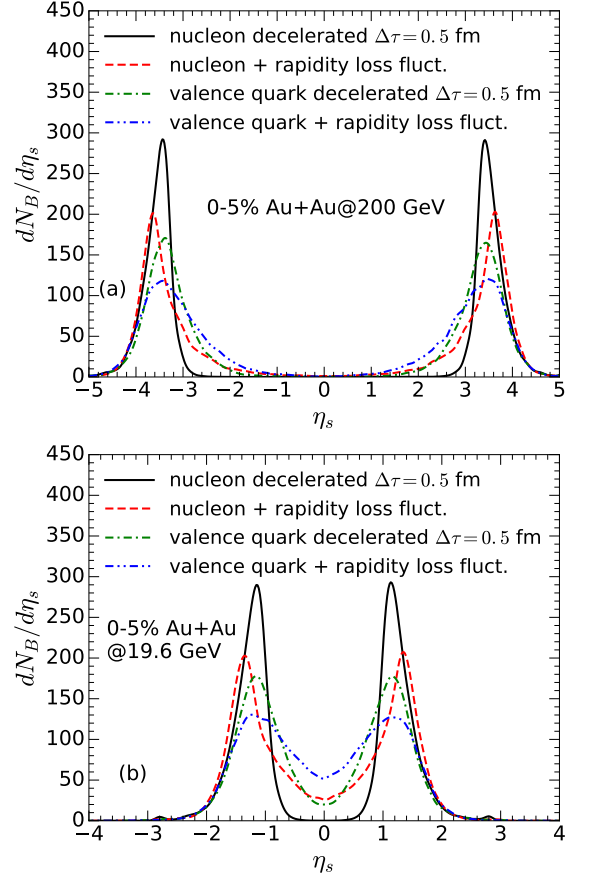 450
400
350
300
250
200
150
100
50
0
dN_B/dη_s
nucleon decelerated Δτ = 0.5 fm
nucleon + rapidity loss fluct.
valence quark decelerated Δτ = 0.5 fm
valence quark + rapidity loss fluct.
0-5% Au+Au@200 GeV
(a)
−5 −4 −3 −2 −1 0 1 2 3 4 5
η_s
450
400
350
300
250
200
150
100
50
0
dN_B/dη_s
nucleon decelerated Δτ = 0.5 fm
nucleon + rapidity loss fluct.
valence quark decelerated Δτ = 0.5 fm
valence quark + rapidity loss fluct.
0-5% Au+Au
@19.6 GeV
(b)
−4 −3 −2 −1 0 1 2 3 4
η_s